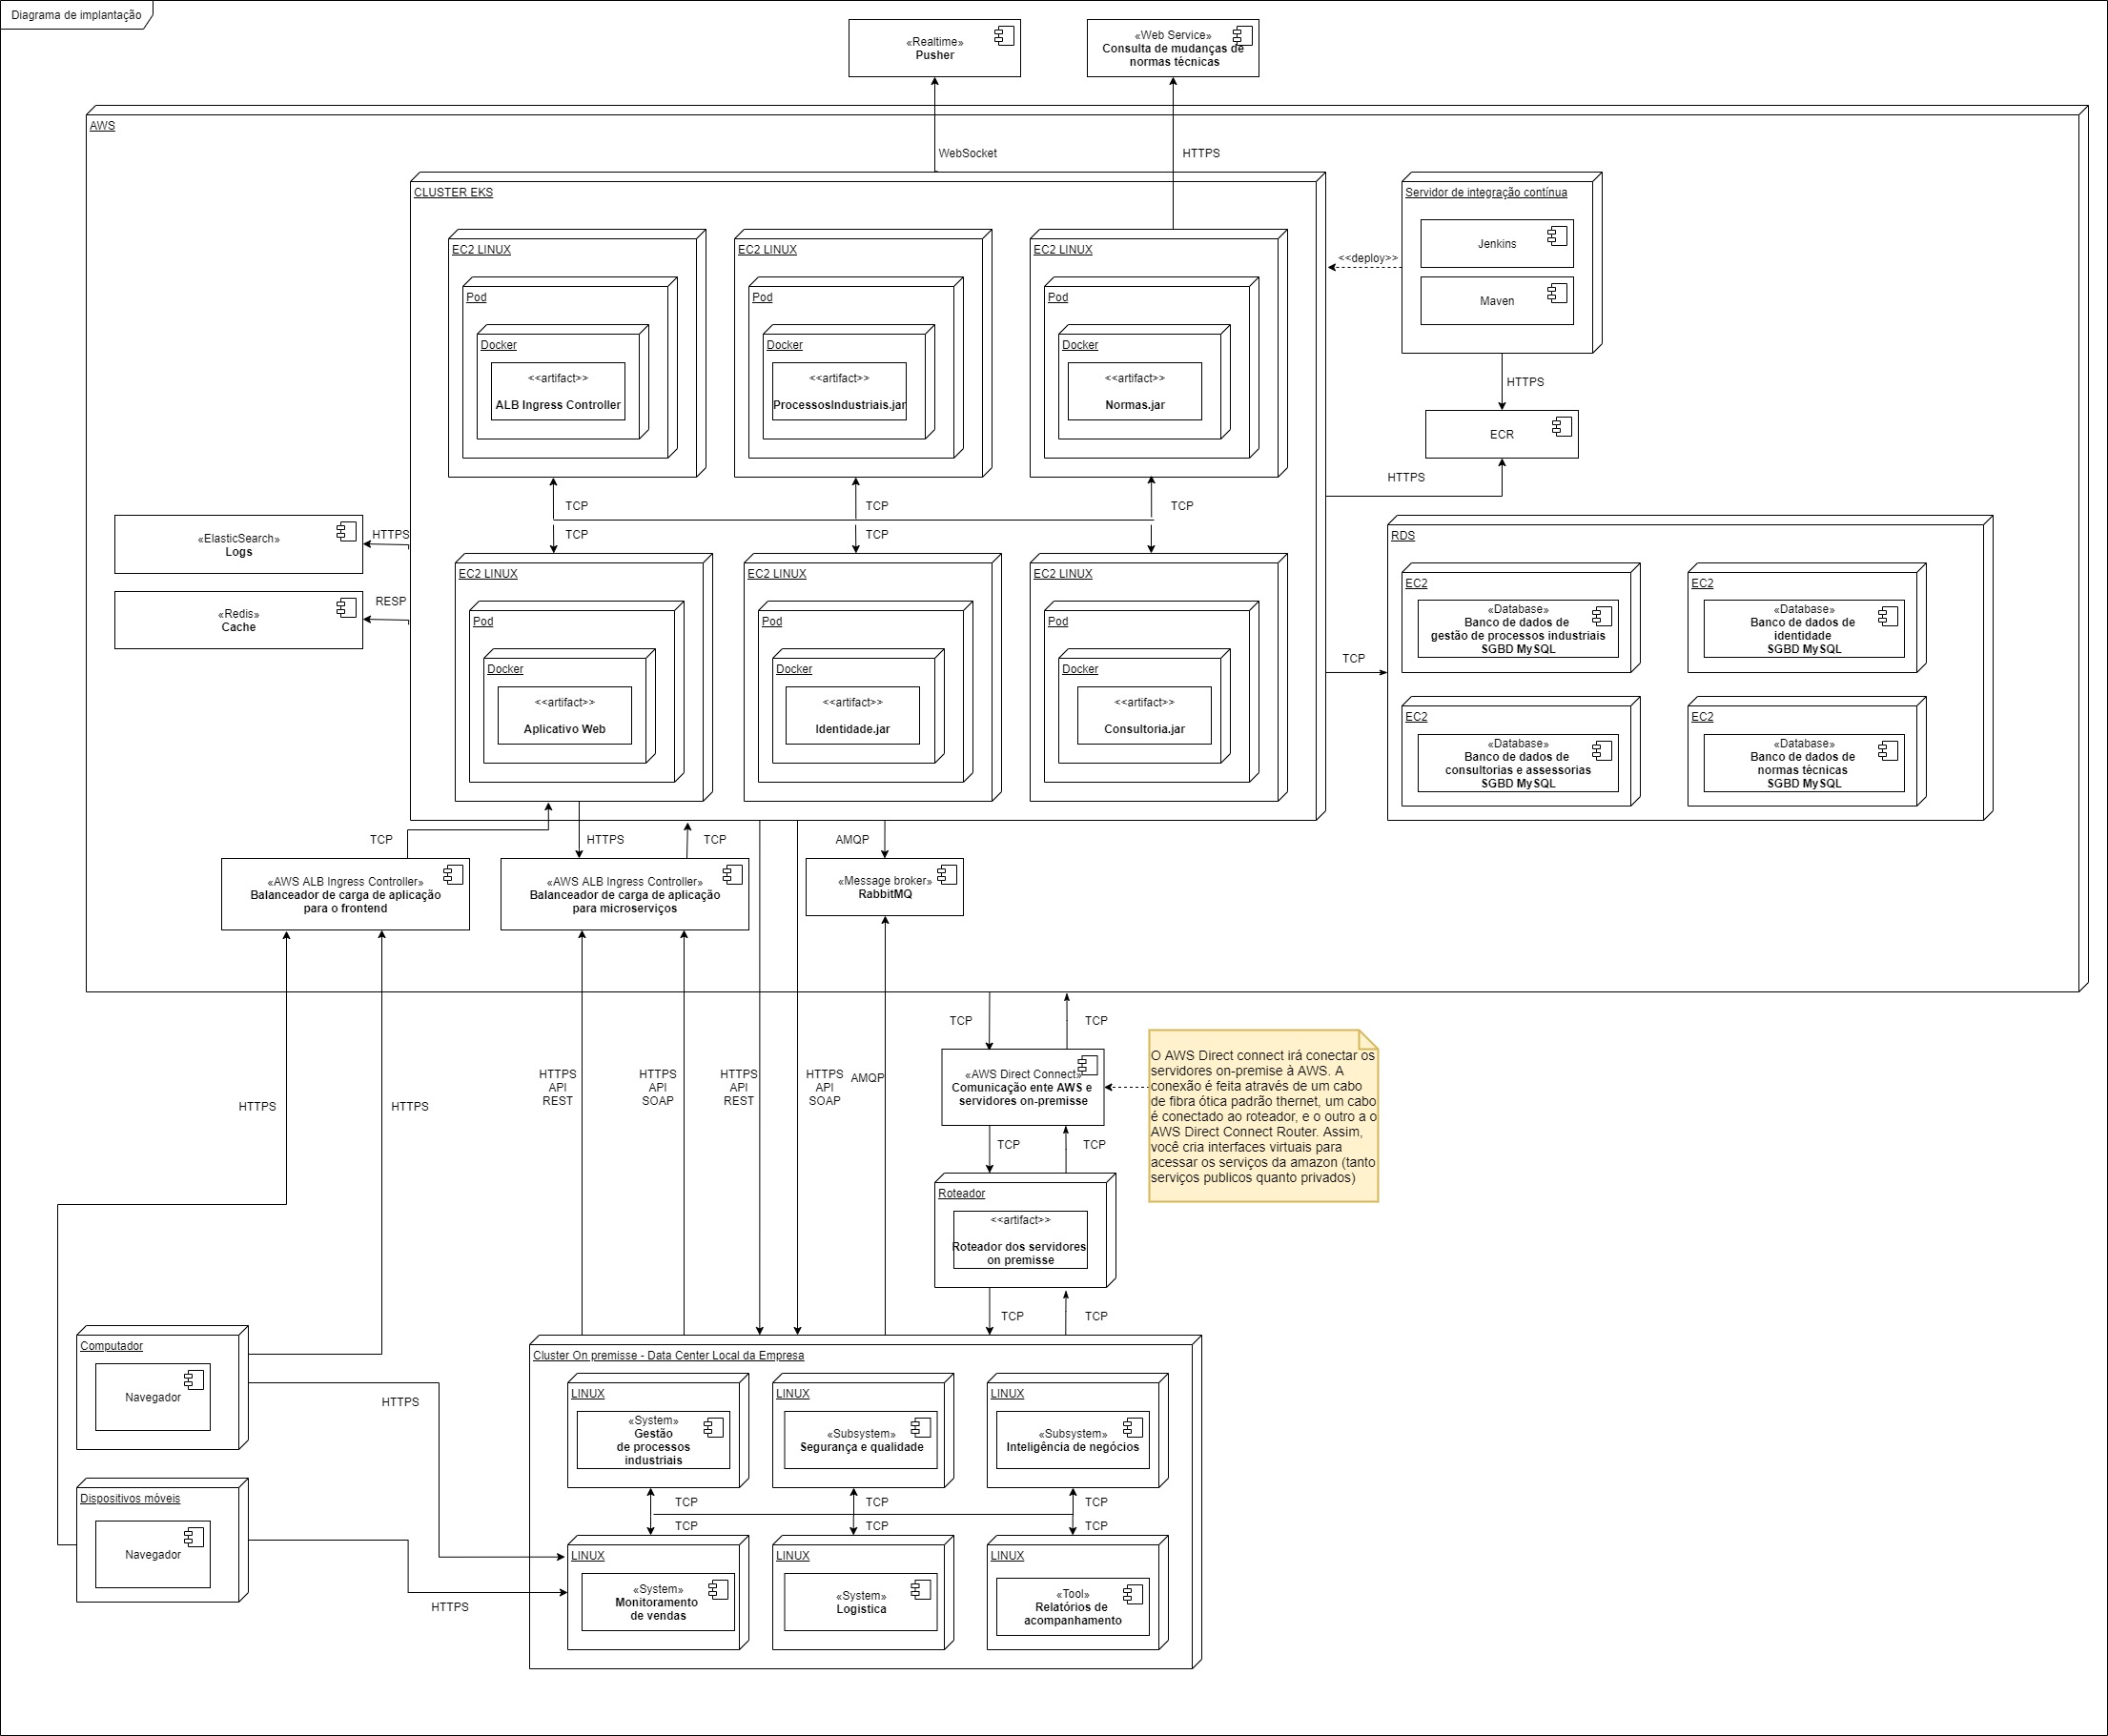 Diagrama de implantação
«Realtime»
Pusher
«Web Service»
Consulta de mudanças de
normas técnicas
AWS
WebSocket
HTTPS
CLUSTER EKS
Servidor de integração contínua
Jenkins
Maven
<<deploy>>
EC2 LINUX
Pod
Docker
<<artifact>>
ALB Ingress Controller
EC2 LINUX
Pod
Docker
<<artifact>>
ProcessosIndustriais.jar
EC2 LINUX
Pod
Docker
<<artifact>>
Normas.jar
HTTPS
ECR
HTTPS
TCP
TCP
TCP
TCP
TCP
«ElasticSearch»
Logs
HTTPS
«Redis»
Cache
RESP
EC2 LINUX
Pod
Docker
<<artifact>>
Aplicativo Web
EC2 LINUX
Pod
Docker
<<artifact>>
Identidade.jar
EC2 LINUX
Pod
Docker
<<artifact>>
Consultoria.jar
TCP
RDS
EC2
«Database»
Banco de dados de
gestão de processos industriais
SGBD MySQL
EC2
«Database»
Banco de dados de
identidade
SGBD MySQL
EC2
«Database»
Banco de dados de
consultorias e assessorias
SGBD MySQL
EC2
«Database»
Banco de dados de
normas técnicas
SGBD MySQL
TCP
HTTPS
TCP
AMQP
«AWS ALB Ingress Controller»
Balanceador de carga de aplicação
para o frontend
«AWS ALB Ingress Controller»
Balanceador de carga de aplicação
para microserviços
«Message broker»
RabbitMQ
TCP
TCP
HTTPS
HTTPS
HTTPS
API
REST
HTTPS
API
SOAP
HTTPS
API
REST
HTTPS
API
SOAP
AMQP
«AWS Direct Connect»
Comunicação ente AWS e
servidores on-premisse
O AWS Direct connect irá conectar os
servidores on-premise à AWS. A
conexão é feita através de um cabo
de fibra ótica padrão thernet, um cabo
é conectado ao roteador, e o outro a o
AWS Direct Connect Router. Assim,
você cria interfaces virtuais para
acessar os serviços da amazon (tanto
serviços publicos quanto privados)
TCP
TCP
Roteador
<<artifact>>
Roteador dos servidores
on premisse
TCP
TCP
Computador
Navegador
HTTPS
Dispositivos móveis
Navegador
HTTPS
Cluster On premisse - Data Center Local da Empresa
LINUX
«System»
Gestão
de processos
industriais
LINUX
«Subsystem»
Segurança e qualidade
LINUX
«Subsystem»
Inteligência de negócios
TCP
TCP
TCP
TCP
TCP
TCP
LINUX
«System»
Monitoramento
de vendas
LINUX
«System»
Logistica
LINUX
«Tool»
Relatórios de
acompanhamento